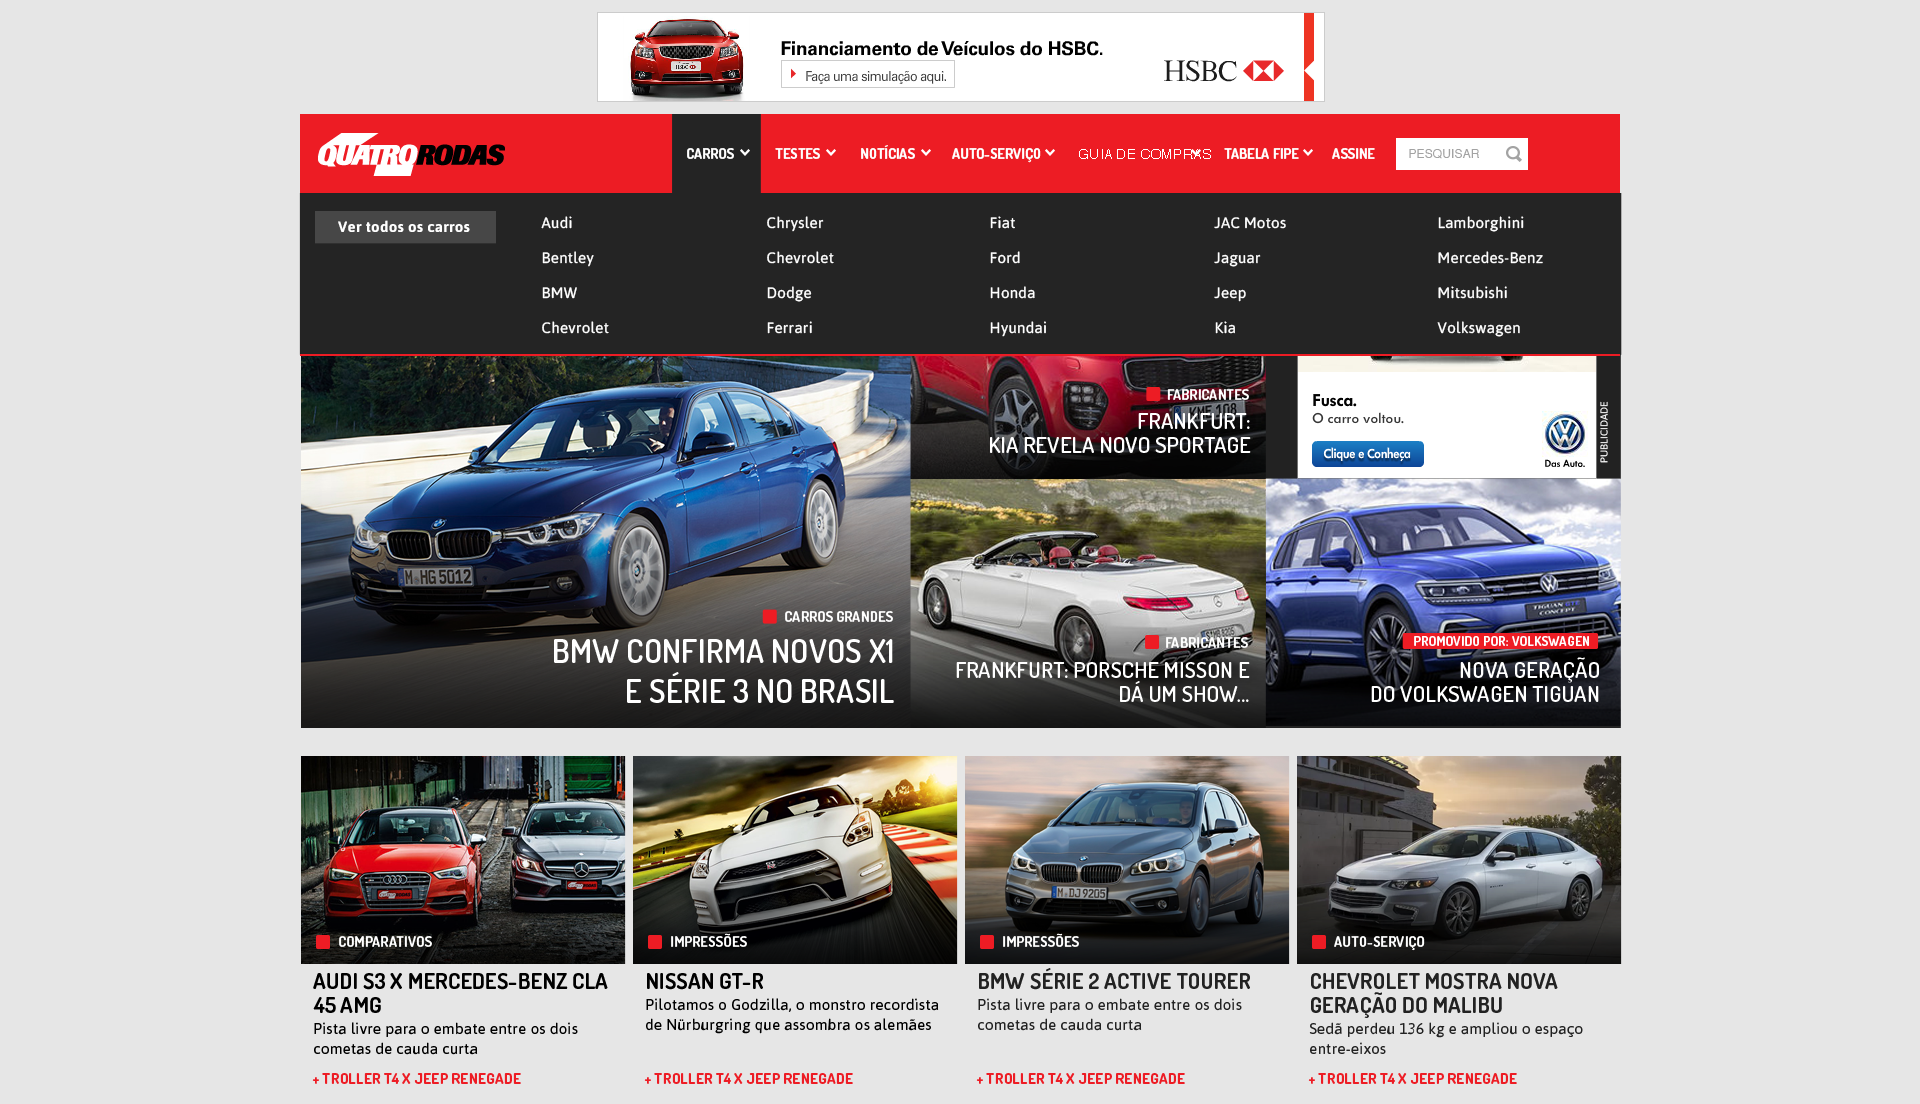 Financiamento de Veículos do HSBC.
Faça uma simulação aqui.
HSBC
HSBC
QUATRO RODAS
CARROS
TESTES
NOTÍCIAS
AUTO-SERVIÇO
GUIA DE COMPRAS
TABELA FIPE
ASSINE
PESQUISAR
Ver todos os carros
Audi
Bentley
BMW
Chevrolet
Chrysler
Chevrolet
Dodge
Ferrari
Fiat
Ford
Honda
Hyundai
JAC Motos
Jaguar
Jeep
Kia
Lamborghini
Mercedes-Benz
Mitsubishi
Volkswagen
M HG 5012
CARROS GRANDES
BMW CONFIRMA NOVOS X1
E SÉRIE 3 NO BRASIL
FABRICANTES
FRANKFURT:
KIA REVELA NOVO SPORTAGE
Fusca.
O carro voltou.
Clique e Conheça
Das Auto.
PUBLICIDADE
FABRICANTES
FRANKFURT: PORSCHE MISSON E
DÁ UM SHOW...
TIGUAN GTE
CONCEPT
PROMOVIDO POR: VOLKSWAGEN
NOVA GERAÇÃO
DO VOLKSWAGEN TIGUAN
COMPARATIVOS
AUDI S3 X MERCEDES-BENZ CLA
45 AMG
Pista livre para o embate entre os dois
cometas de cauda curta
+ TROLLER T4 X JEEP RENEGADE
IMPRESSÕES
NISSAN GT-R
Pilotamos o Godzilla, o monstro recordista
de Nürburgring que assombra os alemães
+ TROLLER T4 X JEEP RENEGADE
M DJ 9205
IMPRESSÕES
BMW SÉRIE 2 ACTIVE TOURER
Pista livre para o embate entre os dois
cometas de cauda curta
+ TROLLER T4 X JEEP RENEGADE
AUTO-SERVIÇO
CHEVROLET MOSTRA NOVA
GERAÇÃO DO MALIBU
Sedã perdeu 136 kg e ampliou o espaço
entre-eixos
+ TROLLER T4 X JEEP RENEGADE